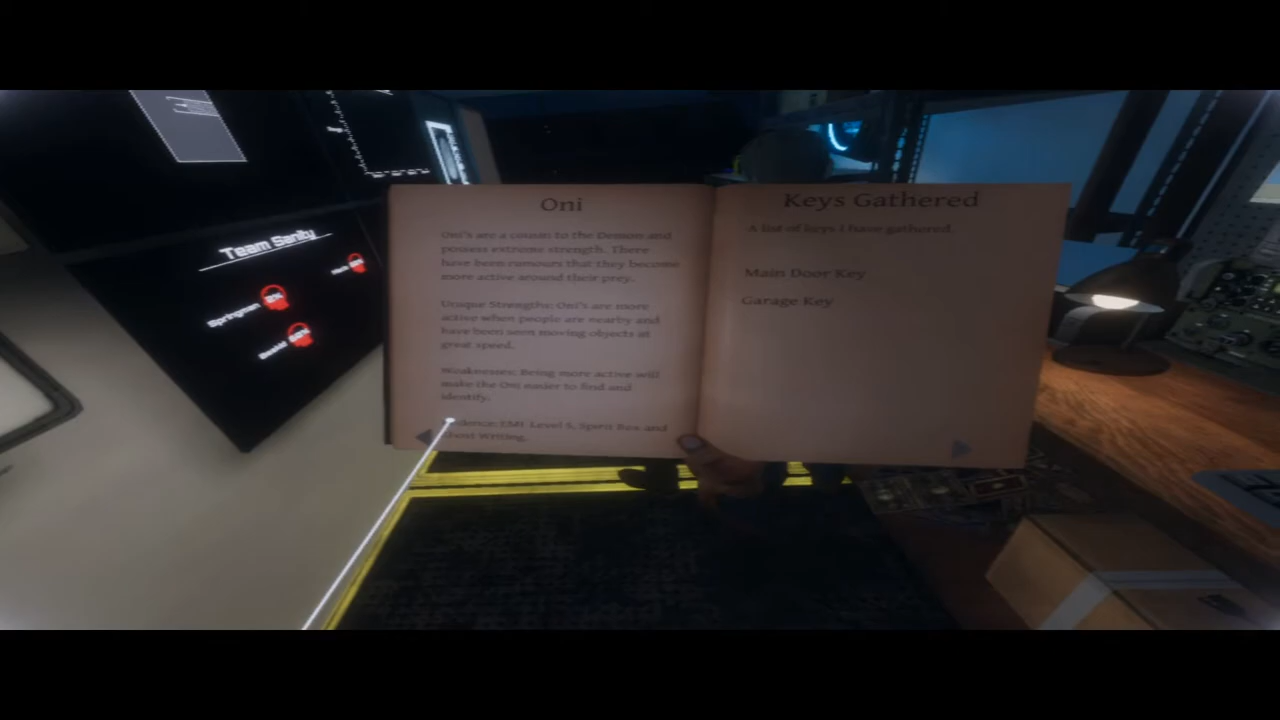 Team Sanity
Springman
Oni
Oni's are a cousin to the Demon and
possess extreme strength. There
have been rumours that they become
more active around their prey.
Unique Strengths: Oni's are more
active when people are nearby and
have been seen moving objects at
great speed.
Weaknesses: Being more active will
make the Oni easier to find and
identify.
EMF Level 5, Spirit Box and
Ghost Writing.
Keys Gathered
A list of keys I have gathered.
Main Door Key
Garage Key